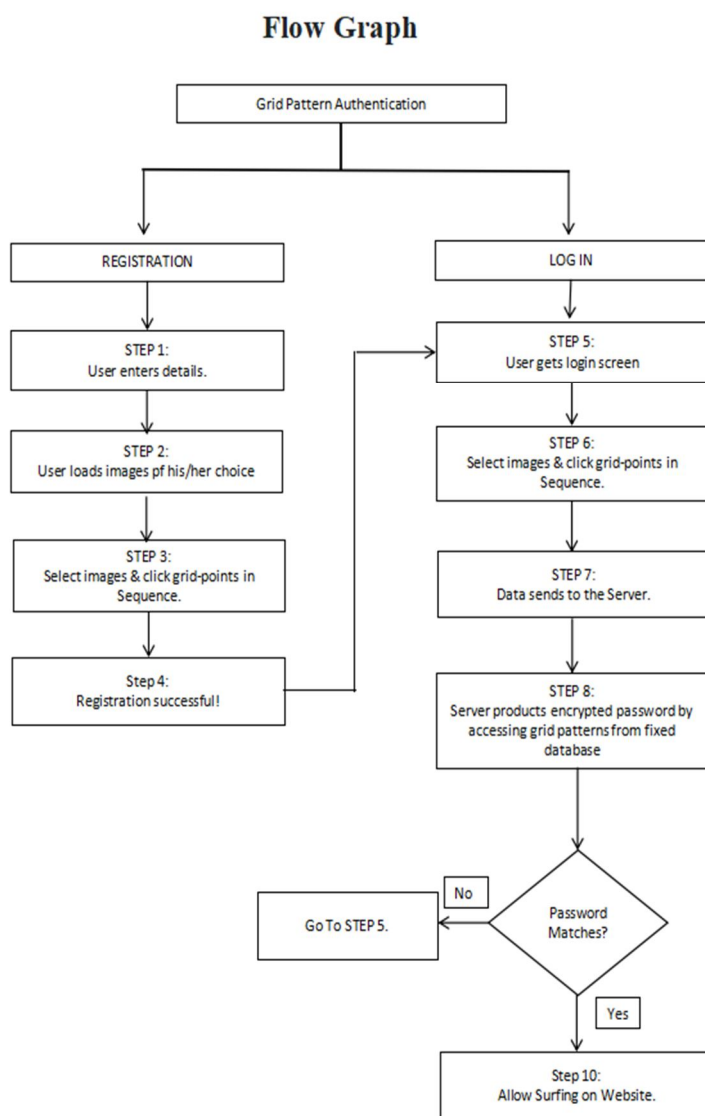 Flow Graph
Grid Pattern Authentication
REGISTRATION
STEP 1:
User enters details.
STEP 2:
User loads images pf his/her choice
STEP 3:
Select images & click grid-points in
Sequence.
Step 4:
Registration successful!
LOG IN
STEP 5:
User gets login screen
STEP 6:
Select images & click grid-points in
Sequence.
STEP 7:
Data sends to the Server.
STEP 8:
Server products encrypted password by
accessing grid patterns from fixed
database
Password
Matches?
No
Go To STEP 5.
Yes
Step 10:
Allow Surfing on Website.